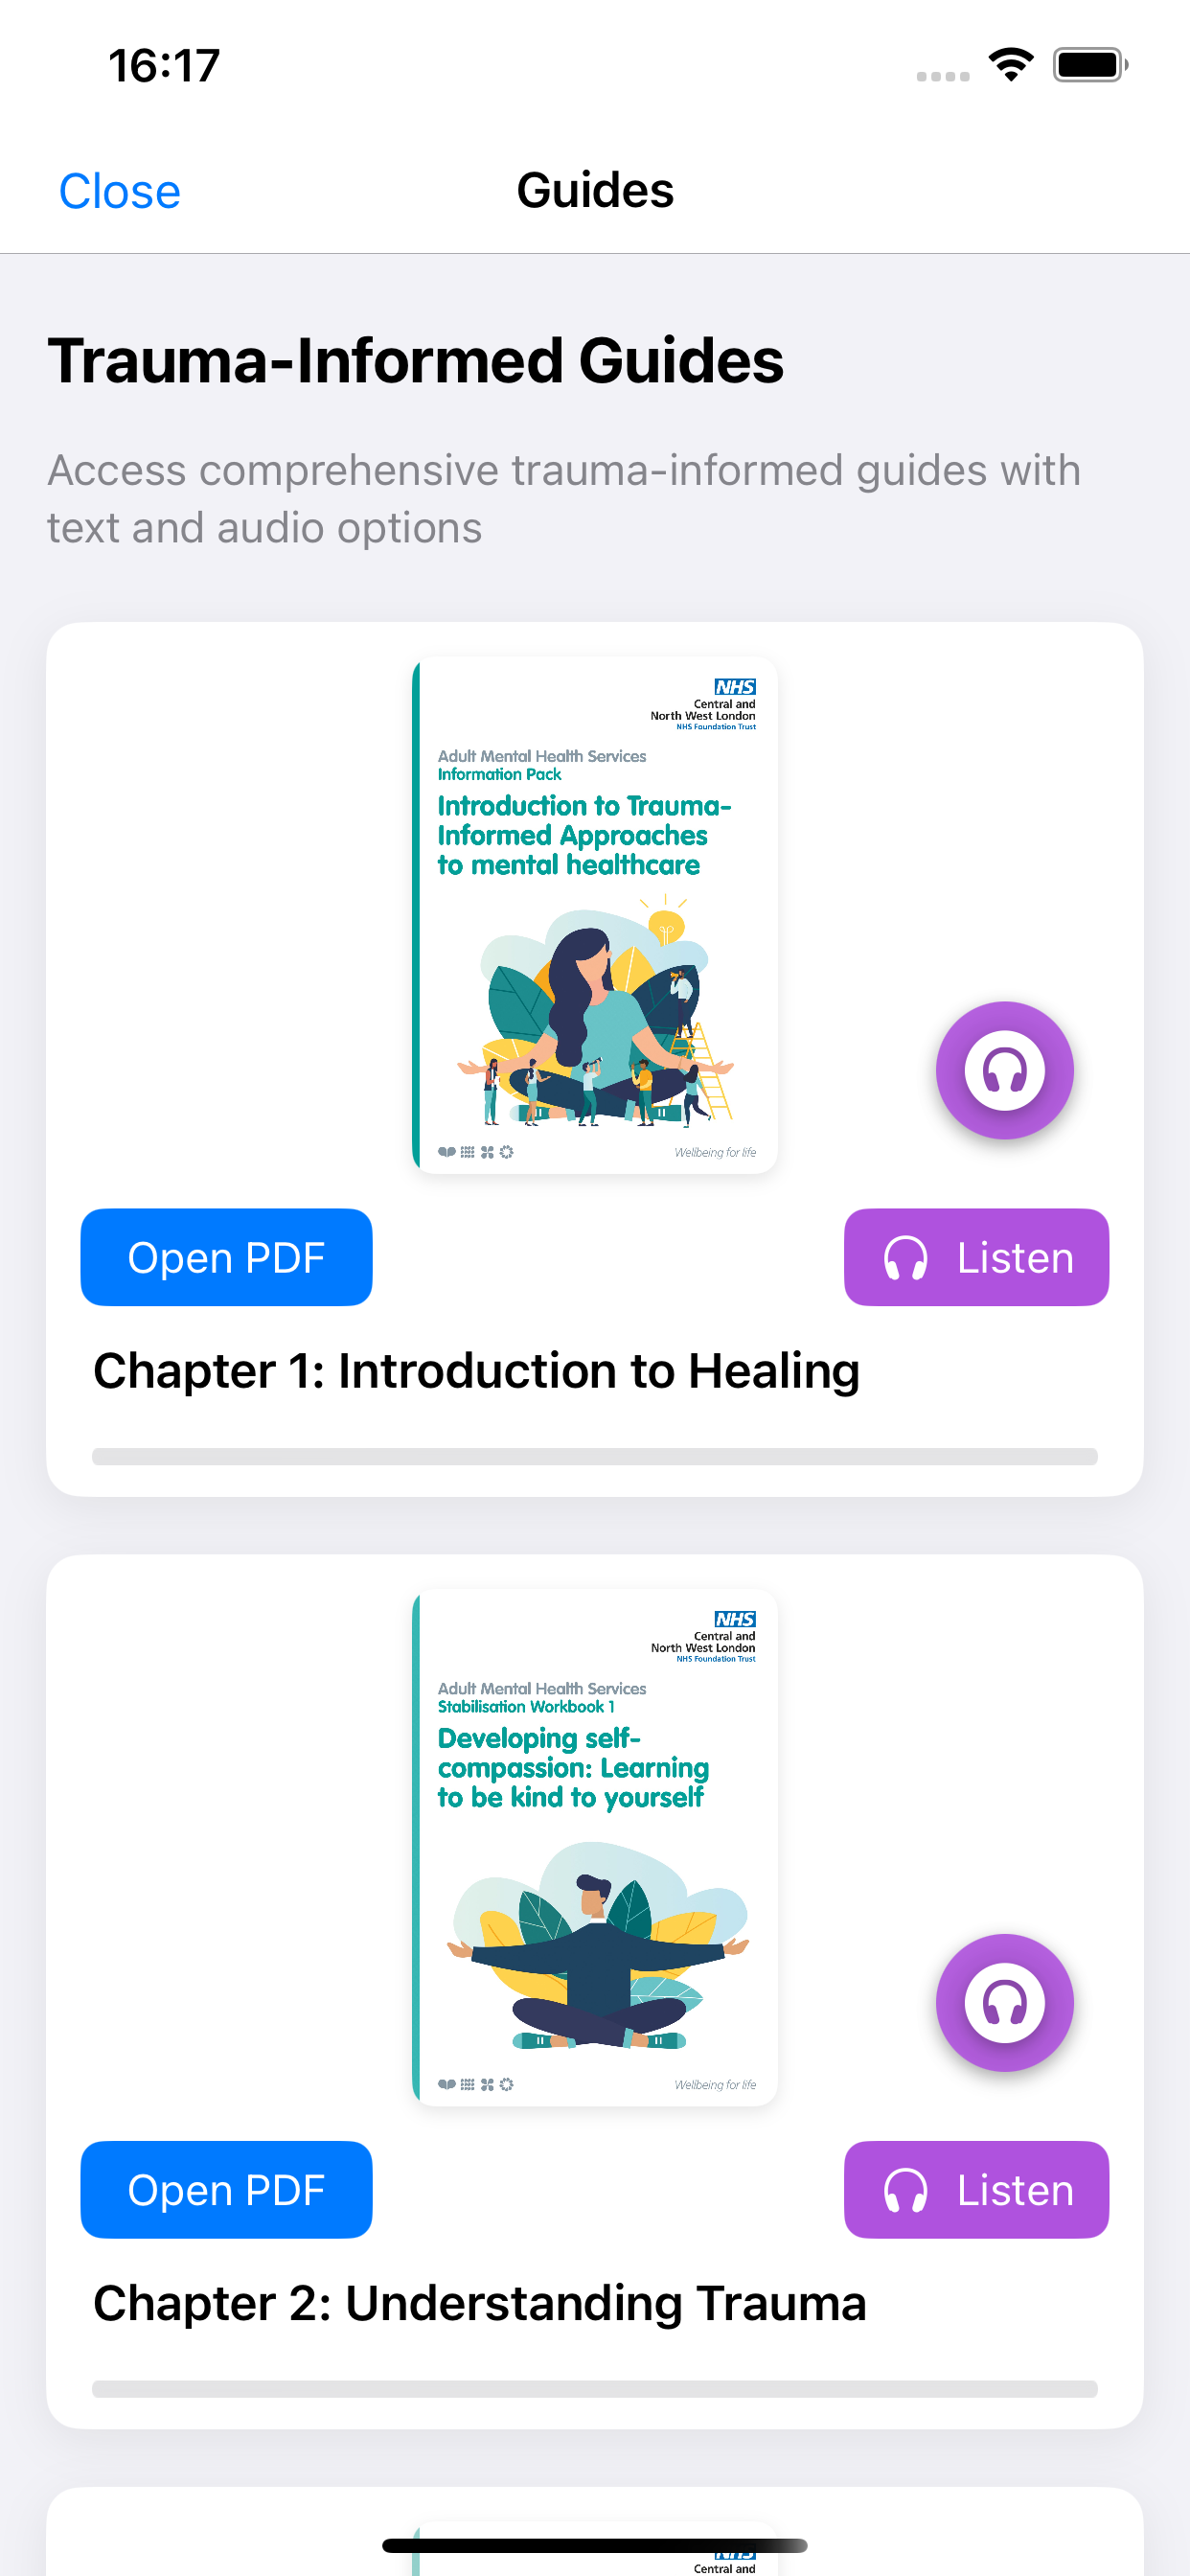 16:17
Close
Guides
Trauma-Informed Guides
Access comprehensive trauma-informed guides with
text and audio options
NHS
Central and
North West London
NHS Foundation Trust
Adult Mental Health Services
Information Pack
Introduction to Trauma-
Informed Approaches
to mental healthcare
Wellbeing for life
Open PDF
Listen
Chapter 1: Introduction to Healing
NHS
Central and
North West London
NHS Foundation Trust
Adult Mental Health Services
Stabilisation Workbook 1
Developing self-
compassion: Learning
to be kind to yourself
Wellbeing for life
Open PDF
Listen
Chapter 2: Understanding Trauma
NHS
Central and